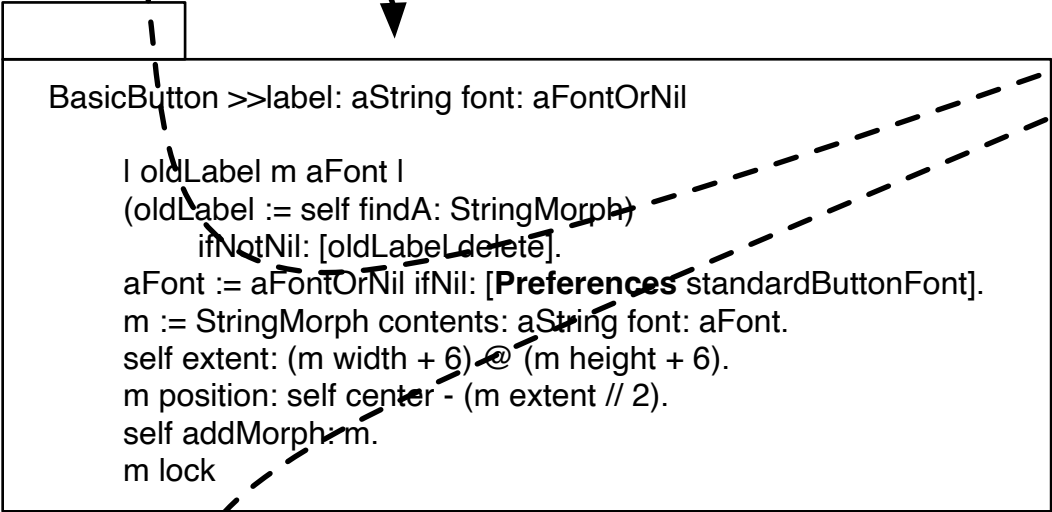 BasicButton >>label: aString font: aFontOrNil
| oldLabel m aFont |
(oldLabel := self findA: StringMorph)
ifNotNil: [oldLabel delete].
aFont := aFontOrNil ifNil: [Preferences standardButtonFont].
m := StringMorph contents: aString font: aFont.
self extent: (m width + 6) @ (m height + 6).
m position: self center - (m extent // 2).
self addMorph: m.
m lock